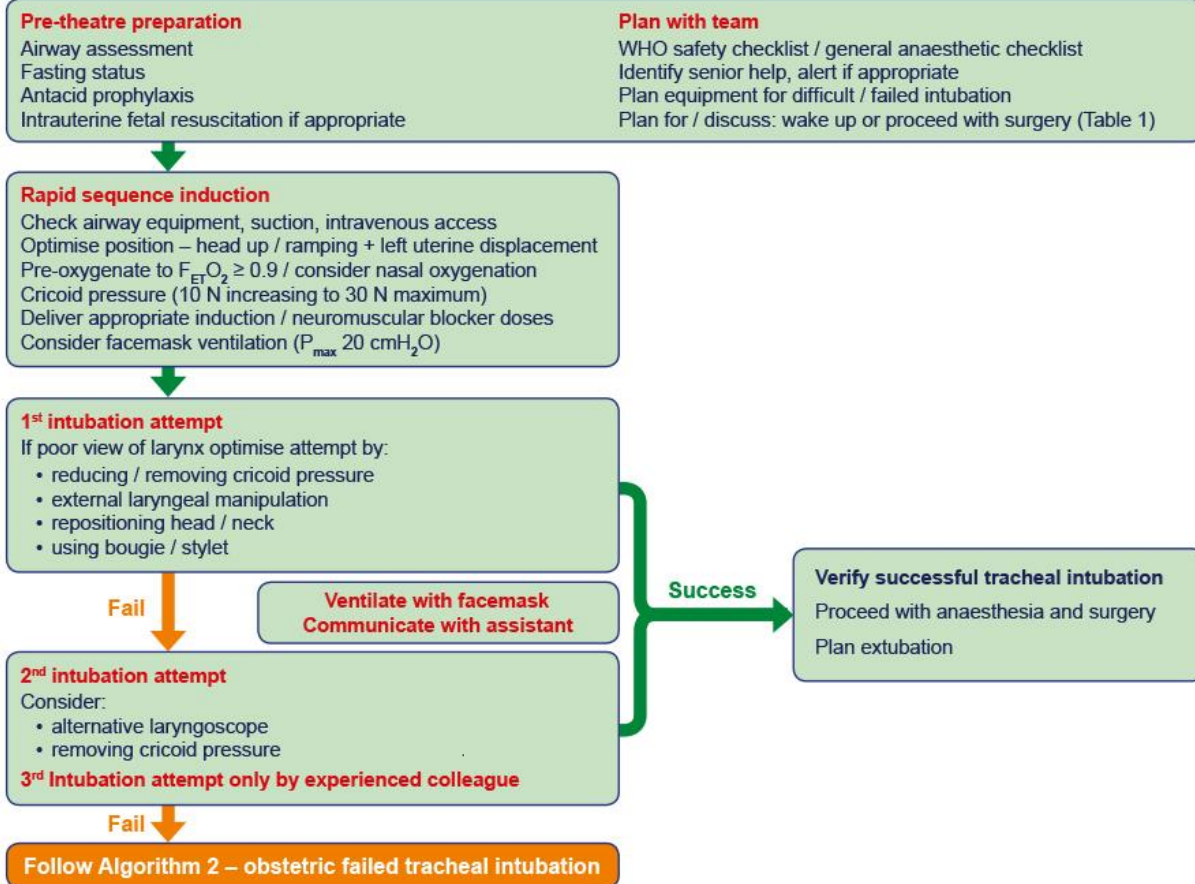 Pre-theatre preparation
Airway assessment
Fasting status
Antacid prophylaxis
Intrauterine fetal resuscitation if appropriate
Plan with team
WHO safety checklist / general anaesthetic checklist
Identify senior help, alert if appropriate
Plan equipment for difficult / failed intubation
Plan for / discuss: wake up or proceed with surgery (Table 1)
Rapid sequence induction
Check airway equipment, suction, intravenous access
Optimise position – head up / ramping + left uterine displacement
Pre-oxygenate to FETO2 ≥ 0.9 / consider nasal oxygenation
Cricoid pressure (10 N increasing to 30 N maximum)
Deliver appropriate induction / neuromuscular blocker doses
Consider facemask ventilation (Pmax 20 cmH2O)
1st intubation attempt
If poor view of larynx optimise attempt by:
• reducing / removing cricoid pressure
• external laryngeal manipulation
• repositioning head / neck
• using bougie / stylet
Fail
Ventilate with facemask
Communicate with assistant
Success
Verify successful tracheal intubation
Proceed with anaesthesia and surgery
Plan extubation
2nd intubation attempt
Consider:
• alternative laryngoscope
• removing cricoid pressure
3rd Intubation attempt only by experienced colleague
Fail
Follow Algorithm 2 – obstetric failed tracheal intubation